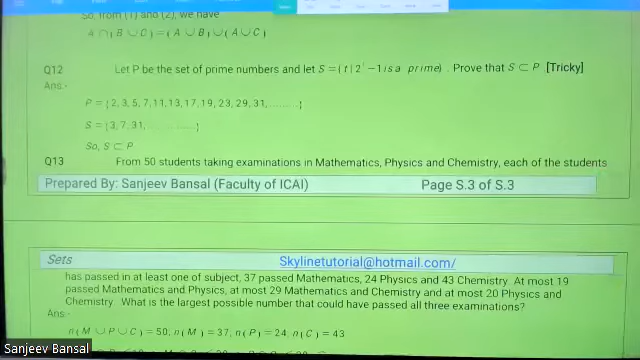 So, from (1) and (2), we have
A ∩ ( B ∪ C ) = ( A ∪ B ) ∪ ( A ∪ C )
Q12 Let P be the set of prime numbers and let S = { t | 2^t − 1 is a prime } . Prove that S ⊂ P. [Tricky]
Ans:-
P = { 2, 3, 5, 7, 11, 13, 17, 19, 23, 29, 31, ......... }
S = { 3, 7, 31, ................ }
So, S ⊂ P
Q13 From 50 students taking examinations in Mathematics, Physics and Chemistry, each of the students
Prepared By: Sanjeev Bansal (Faculty of ICAI) Page S.3 of S.3
Sets Skylinetutorial@hotmail.com/
has passed in at least one of subject, 37 passed Mathematics, 24 Physics and 43 Chemistry. At most 19
passed Mathematics and Physics, at most 29 Mathematics and Chemistry and at most 20 Physics and
Chemistry. What is the largest possible number that could have passed all three examinations?
Ans:-
n( M ∪ P ∪ C ) = 50, n( M ) = 37, n( P ) = 24, n( C ) = 43
Sanjeev Bansal